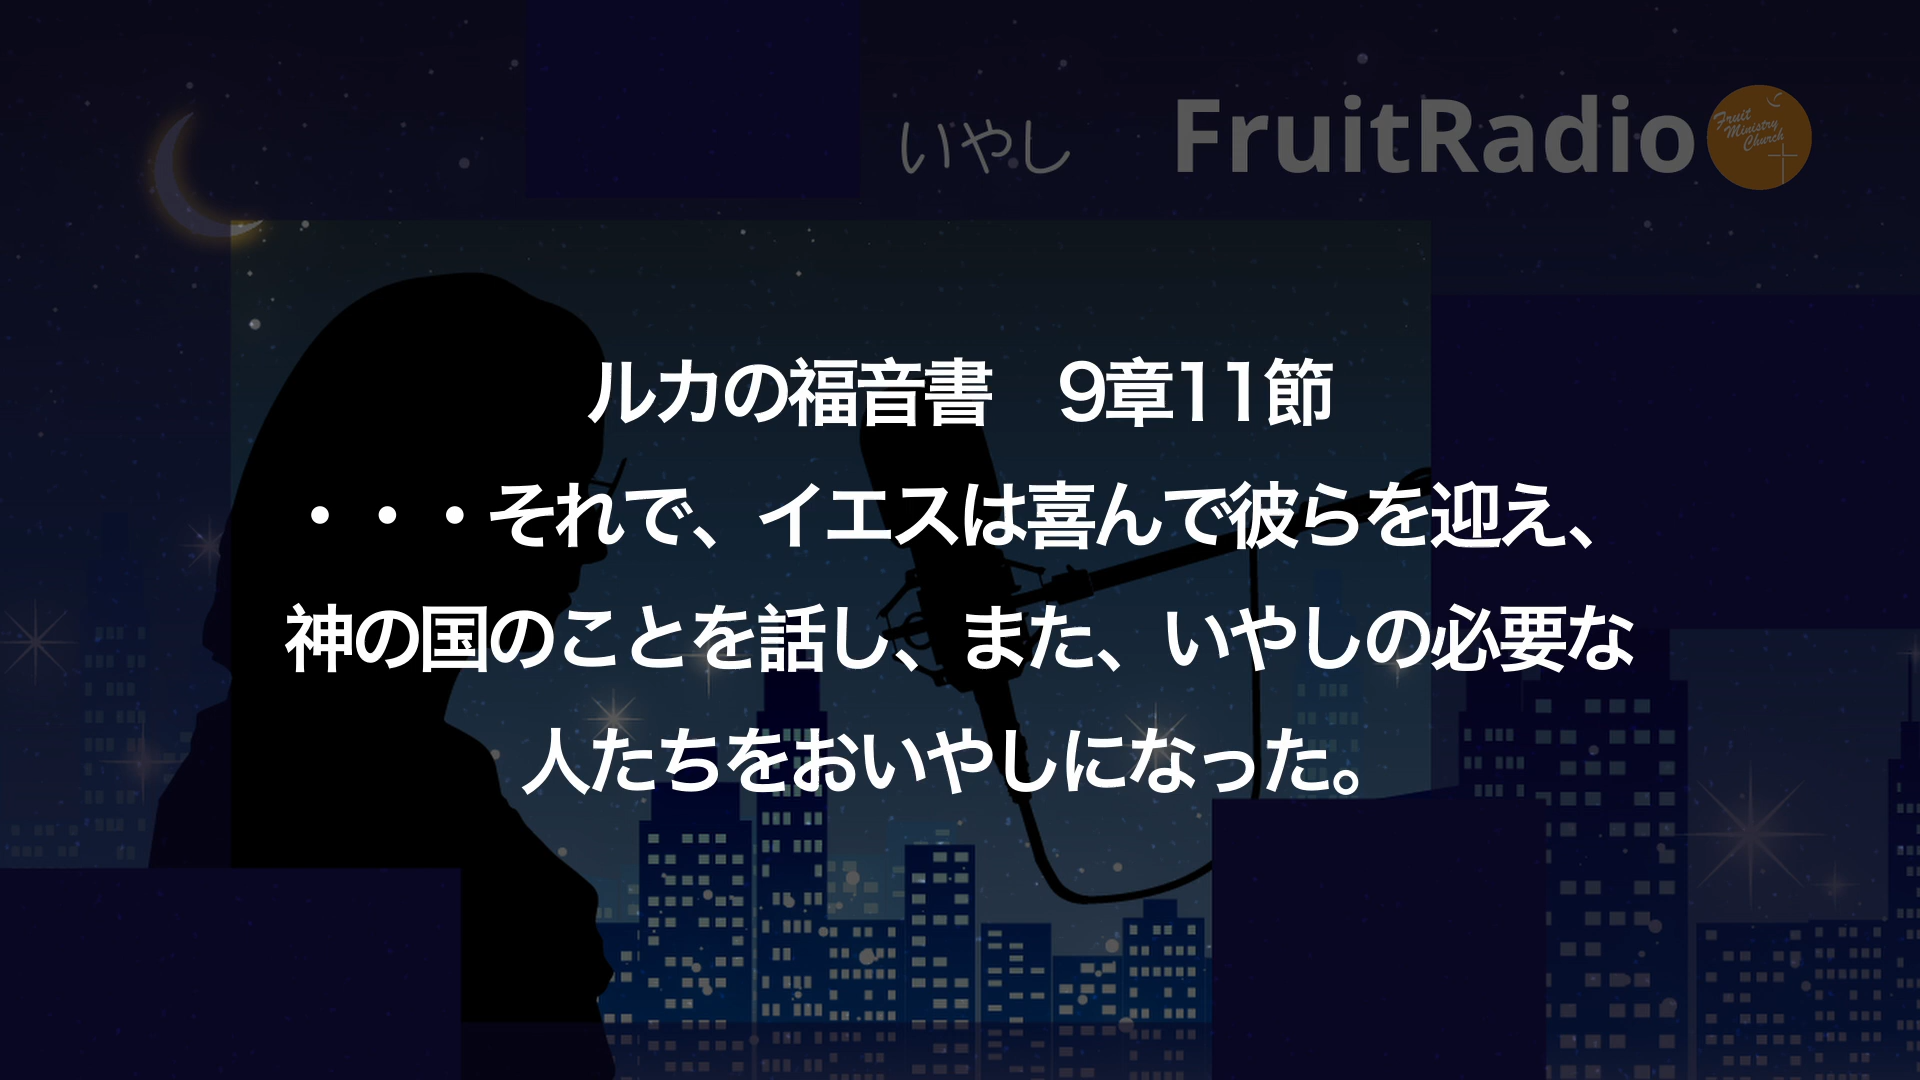 いやし FruitRadio
Fruit
Ministry
Church
ルカの福音書　9章11節
・・・それで、イエスは喜んで彼らを迎え、
神の国のことを話し、また、いやしの必要な
人たちをおいやしになった。